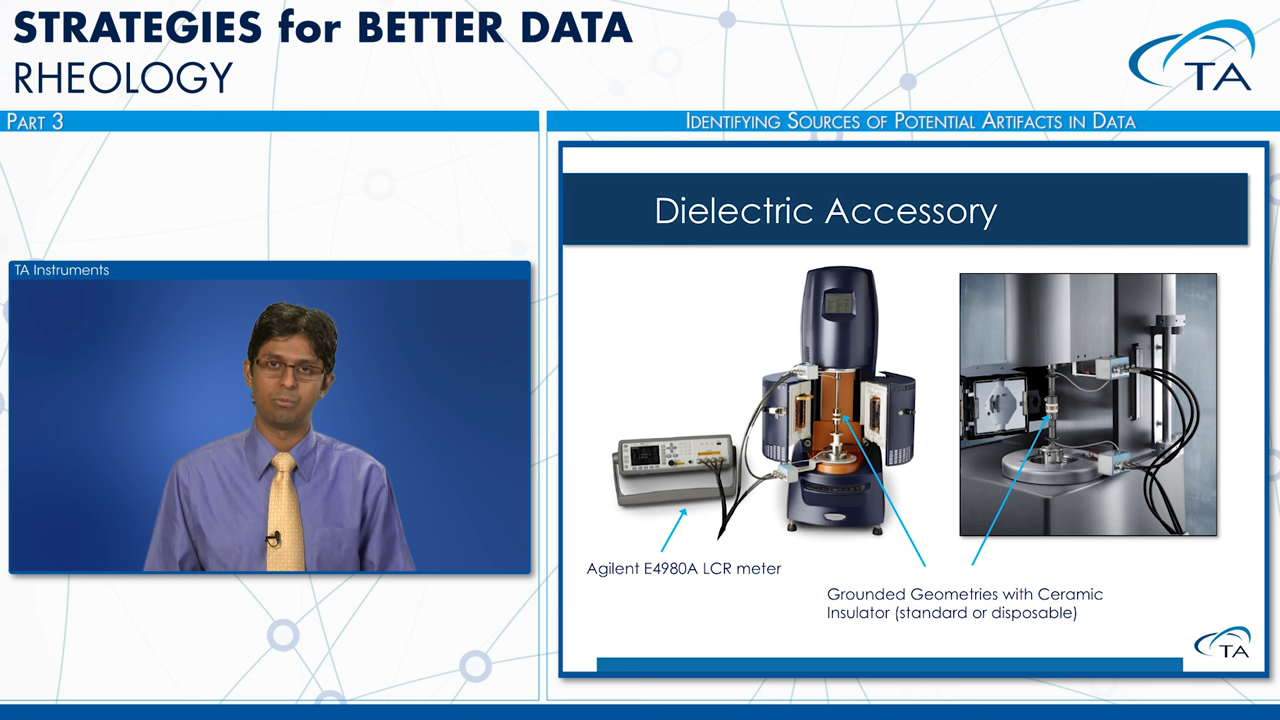 STRATEGIES for BETTER DATA
RHEOLOGY
TA
PART 3
IDENTIFYING SOURCES OF POTENTIAL ARTIFACTS IN DATA
TA Instruments
Dielectric Accessory
Agilent E4980A LCR meter
Grounded Geometries with Ceramic
Insulator (standard or disposable)
TA